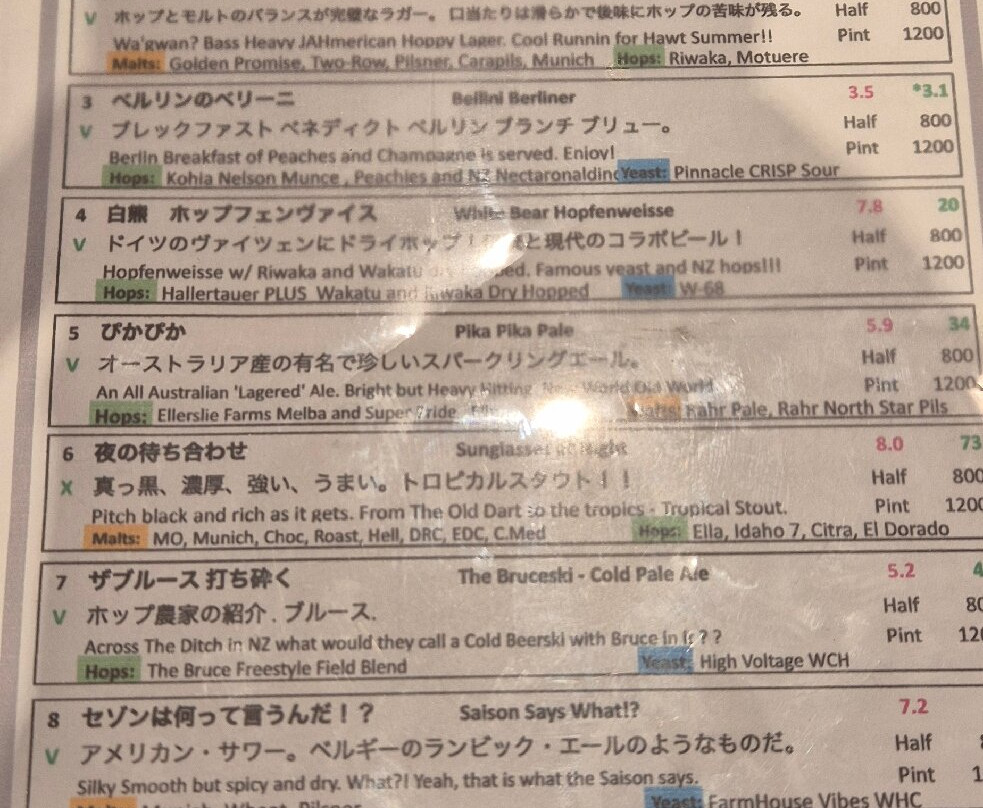 V ホップとモルトのバランスが完璧なラガー。 口当たりは滑らかで後味にホップの苦味が残る。 Half 800
Wa'gwan? Bass Heavy JAHmerican Hoppy Lager. Cool Runnin for Hawt Summer!! Pint 1200
Malts: Golden Promise, Two-Row, Pilsner, Carapils, Munich Hops: Riwaka, Motuere
3 ベルリンのベリーニ Bellini Berliner 3.5 *3.1
V ブレックファスト ベネディクト ベルリン ブランチ ブリュー。 Half 800
Berlin Breakfast of Peaches and Champagne is served. Enjoy! Pint 1200
Hops: Kohia Nelson Munce , Peachies and NZ Nectaronaldinc Yeast: Pinnacle CRISP Sour
4 白熊 ホップフェンヴァイス White Bear Hopfenweisse 7.8 20
V ドイツのヴァイツェンにドライホップ！ と現代のコラボビール！ Half 800
Hopfenweisse w/ Riwaka and Wakatu Famous yeast and NZ hops!!! Pint 1200
Hops: Hallertauer PLUS Wakatu and Riwaka Dry Hopped Yeast: W-68
5 ぴかぴか Pika Pika Pale 5.9 34
V オーストラリア産の有名で珍しいスパークリングエール。 Half 800
An All Australian 'Lagered' Ale. Bright but Heavy hitting. New World Old World Pint 1200
Hops: Ellerslie Farms Melba and Super Pride Malts: Rahr Pale, Rahr North Star Pils
6 夜の待ち合わせ Sunglasses at Night 8.0 73
X 真っ黒、濃厚、強い、うまい。トロピカルスタウト！！ Half 800
Pitch black and rich as it gets. From The Old Dart to the tropics - Tropical Stout. Pint 1200
Malts: MO, Munich, Choc, Roast, Hell, DRC, EDC, C.Med Hops: Ella, Idaho 7, Citra, El Dorado
7 ザブルース 打ち砕く The Bruceski - Cold Pale Ale 5.2 4
V ホップ農家の紹介 . ブルース. Half 80
Across The Ditch in NZ what would they call a Cold Beerski with Bruce in is ? ? Pint 120
Hops: The Bruce Freestyle Field Blend Yeast: High Voltage WCH
8 セゾンは何って言うんだ！？ Saison Says What!? 7.2
V アメリカン・サワー。ベルギーのランビック・エールのようなものだ。 Half
Silky Smooth but spicy and dry. What?! Yeah, that is what the Saison says. Pint 1
Malts: Munich, Wheat, Pilsner Yeast: FarmHouse Vibes WHC